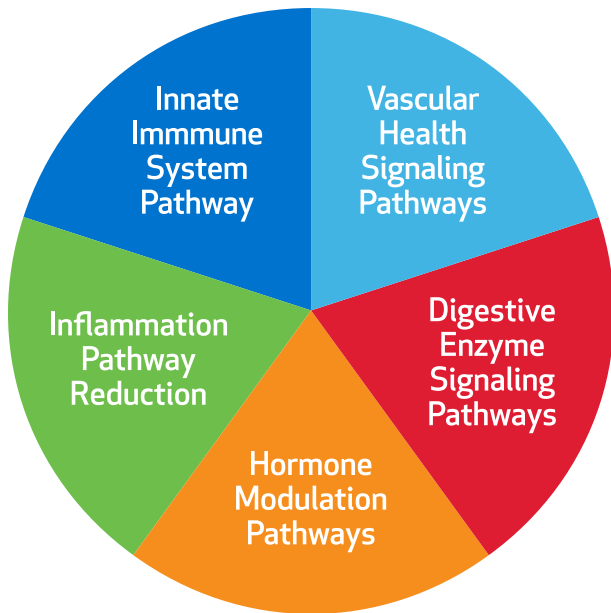 Innate
Immmune
System
Pathway
Vascular
Health
Signaling
Pathways
Digestive
Enzyme
Signaling
Pathways
Hormone
Modulation
Pathways
Inflammation
Pathway
Reduction